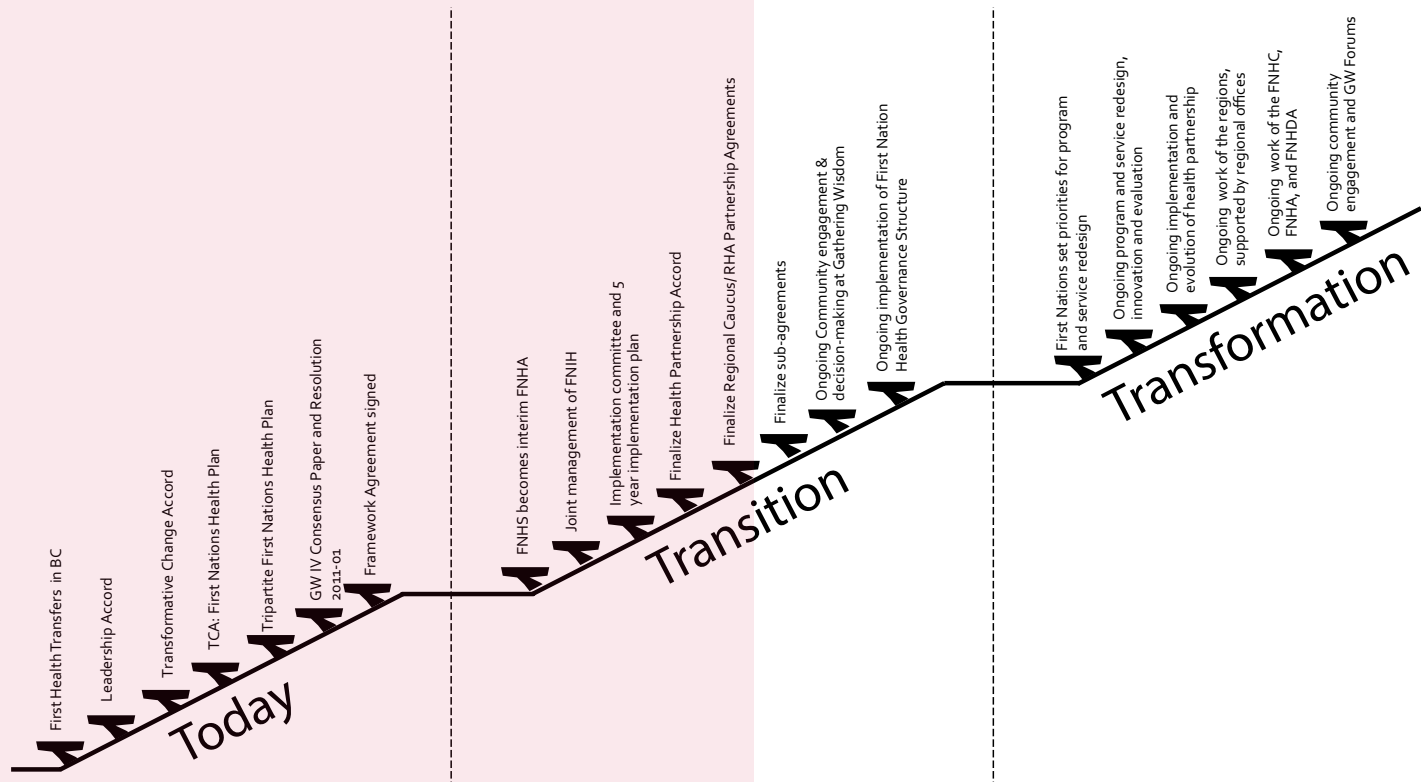 First Health Transfers in BC
Leadership Accord
Transformative Change Accord
TCA: First Nations Health Plan
Tripartite First Nations Health Plan
GW IV Consensus Paper and Resolution
2011-01
Framework Agreement signed
Today
FNHS becomes interim FNHA
Joint management of FNIH
Implementation committee and 5
year implementation plan
Finalize Health Partnership Accord
Finalize Regional Caucus/ RHA Partnership Agreements
Finalize sub-agreements
Ongoing Community engagement &
decision-making at Gathering Wisdom
Ongoing implementation of First Nation
Health Governance Structure
Transition
First Nations set priorities for program
and service redesign
Ongoing program and service redesign,
innovation and evaluation
Ongoing implementation and
evolution of health partnership
Ongoing work of the regions,
supported by regional offices
Ongoing work of the FNHC,
FNHA, and FNHDA
Ongoing community
engagement and GW Forums
Transformation